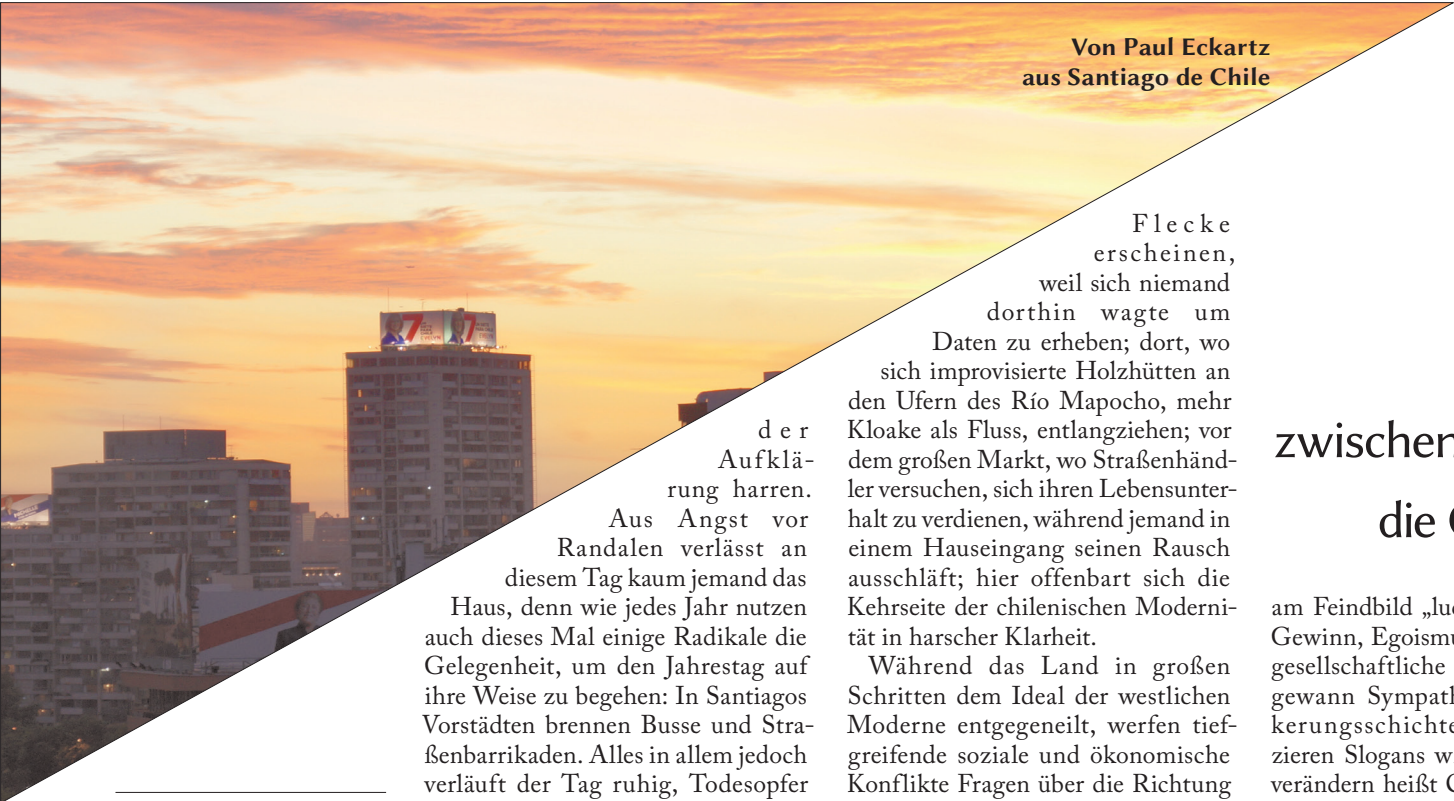 Von Paul Eckartz
aus Santiago de Chile
der
Aufklä-
rung harren.
Aus Angst vor
Randalen verlässt an
diesem Tag kaum jemand das
Haus, denn wie jedes Jahr nutzen
auch dieses Mal einige Radikale die
Gelegenheit, um den Jahrestag auf
ihre Weise zu begehen: In Santiagos
Vorstädten brennen Busse und Stra-
ßenbarrikaden. Alles in allem jedoch
verläuft der Tag ruhig, Todesopfer
Flecke
erscheinen,
weil sich niemand
dorthin wagte um
Daten zu erheben; dort, wo
sich improvisierte Holzhütten an
den Ufern des Río Mapocho, mehr
Kloake als Fluss, entlangziehen; vor
dem großen Markt, wo Straßenhänd-
ler versuchen, sich ihren Lebensunter-
halt zu verdienen, während jemand in
einem Hauseingang seinen Rausch
ausschläft; hier offenbart sich die
Kehrseite der chilenischen Moderni-
tät in harscher Klarheit.
Während das Land in großen
Schritten dem Ideal der westlichen
Moderne entgegeneilt, werfen tief-
greifende soziale und ökonomische
Konflikte Fragen über die Richtung
zwischen
die
am Feindbild
Gewinn,
gesellschaftliche
gewann
kerungsschichte
zieren Slogans
verändern heißt
7
7